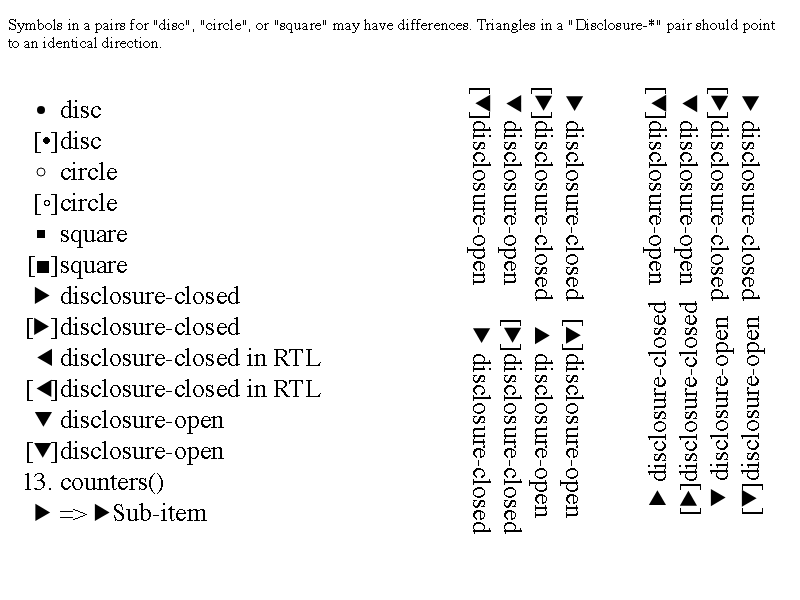 Symbols in a pairs for "disc", "circle", or "square" may have differences. Triangles in a "Disclosure-*" pair should point
to an identical direction.
• disc
[•]disc
◦ circle
[◦]circle
▪ square
[■]square
▶ disclosure-closed
[▶]disclosure-closed
◀ disclosure-closed in RTL
[◀]disclosure-closed in RTL
▼ disclosure-open
[▼]disclosure-open
13. counters()
▶ => ▶Sub-item
▼ disclosure-closed
[▼]disclosure-closed
◀ disclosure-open
[◀]disclosure-open
▼ disclosure-closed
[▼]disclosure-closed
▶ disclosure-open
[▶]disclosure-open
▼ disclosure-closed
[▼]disclosure-closed
◀ disclosure-open
[◀]disclosure-open
▲ disclosure-closed
[▲]disclosure-closed
▼ disclosure-open
[▶]disclosure-open